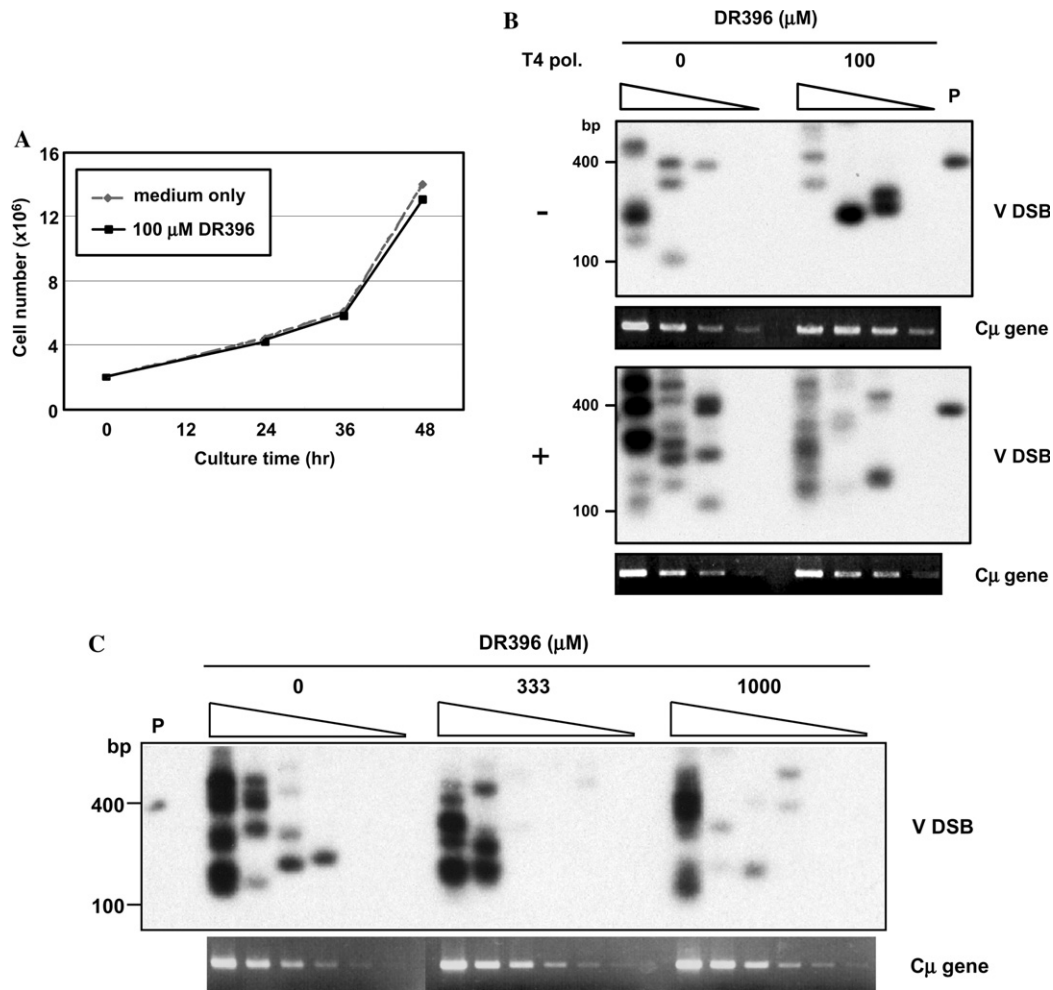 A
16
12
8
4
0
Cell number (x10⁶)
medium only
100 μM DR396
0 12 24 36 48
Culture time (hr)
B
DR396 (μM)
T4 pol. 0 100
P
bp
400
100
-
V DSB
Cμ gene
400
100
+
V DSB
Cμ gene
C
DR396 (μM)
0 333 1000
P
bp
400
100
V DSB
Cμ gene